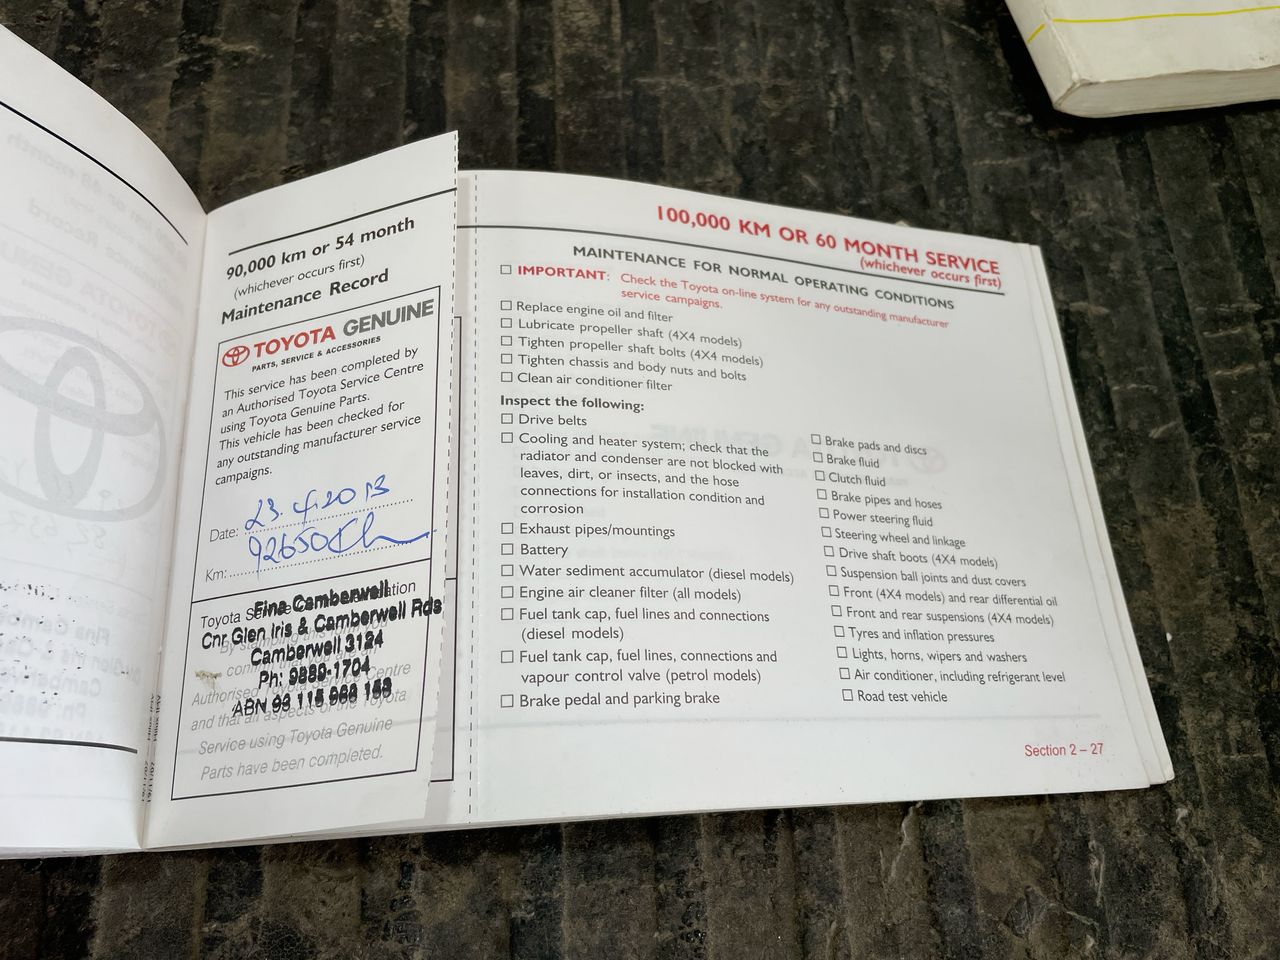 90,000 km or 54 month
(whichever occurs first)
Maintenance Record
TOYOTA GENUINE
PARTS, SERVICE & ACCESSORIES
This service has been completed by
an Authorised Toyota Service Centre
using Toyota Genuine Parts.
This vehicle has been checked for
any outstanding manufacturer service
campaigns.
Date: 23.4.2013
Km: 92650
Toyota
Fina Camberwell
Cnr Glen Iris & Camberwell Rds
Camberwell 3124
Ph: 9889-1704
ABN 93 115 968 158
Authorised Toyota Service Centre
and that all aspects of the Toyota
Service using Toyota Genuine
Parts have been completed.
100,000 KM OR 60 MONTH SERVICE
(whichever occurs first)
MAINTENANCE FOR NORMAL OPERATING CONDITIONS
IMPORTANT: Check the Toyota on-line system for any outstanding manufacturer
service campaigns.
Replace engine oil and filter
Lubricate propeller shaft (4X4 models)
Tighten propeller shaft bolts (4X4 models)
Tighten chassis and body nuts and bolts
Clean air conditioner filter
Inspect the following:
Drive belts
Cooling and heater system; check that the
radiator and condenser are not blocked with
leaves, dirt, or insects, and the hose
connections for installation condition and
corrosion
Exhaust pipes/mountings
Battery
Water sediment accumulator (diesel models)
Engine air cleaner filter (all models)
Fuel tank cap, fuel lines and connections
(diesel models)
Fuel tank cap, fuel lines, connections and
vapour control valve (petrol models)
Brake pedal and parking brake
Brake pads and discs
Brake fluid
Clutch fluid
Brake pipes and hoses
Power steering fluid
Steering wheel and linkage
Drive shaft boots (4X4 models)
Suspension ball joints and dust covers
Front (4X4 models) and rear differential oil
Front and rear suspensions (4X4 models)
Tyres and inflation pressures
Lights, horns, wipers and washers
Air conditioner, including refrigerant level
Road test vehicle
Section 2 – 27